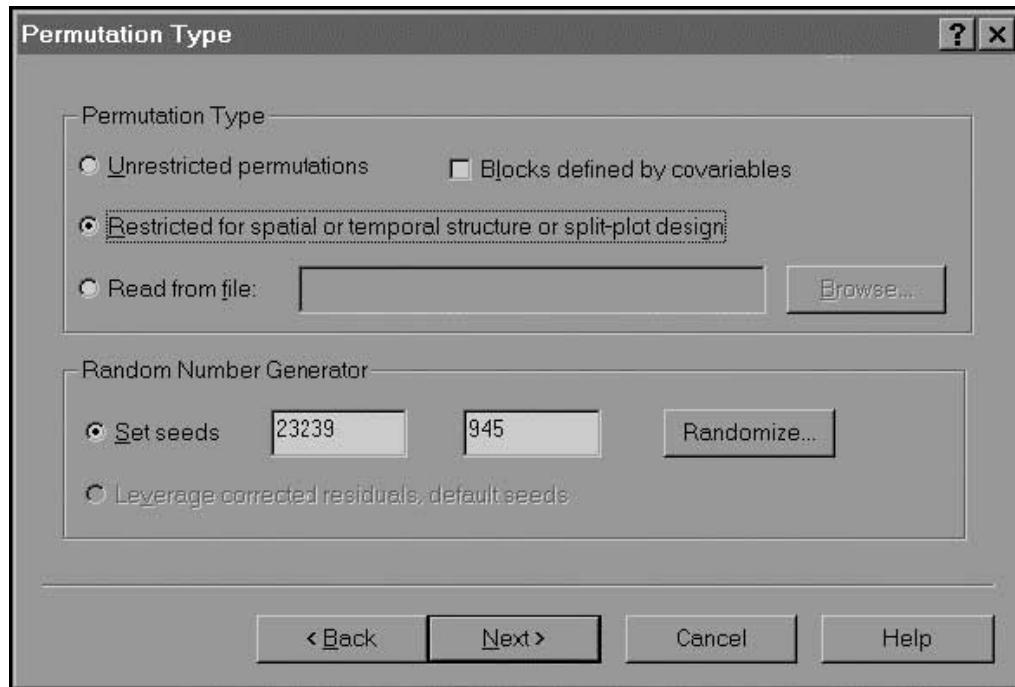 Permutation Type
Permutation Type
Unrestricted permutations
Blocks defined by covariables
Restricted for spatial or temporal structure or split-plot design
Read from file:
Browse...
Random Number Generator
Set seeds
23239
945
Randomize...
Leverage corrected residuals, default seeds
< Back
Next >
Cancel
Help